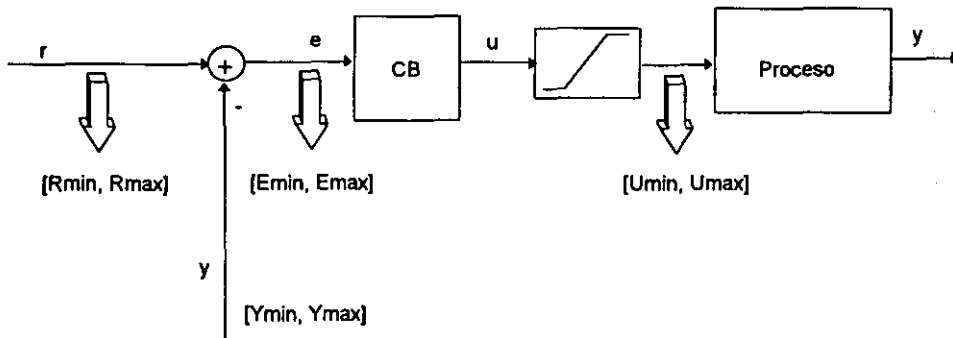 r
+
-
e
CB
u
Proceso
y
[Rmin, Rmax]
[Emin, Emax]
[Umin, Umax]
y
[Ymin, Ymax]